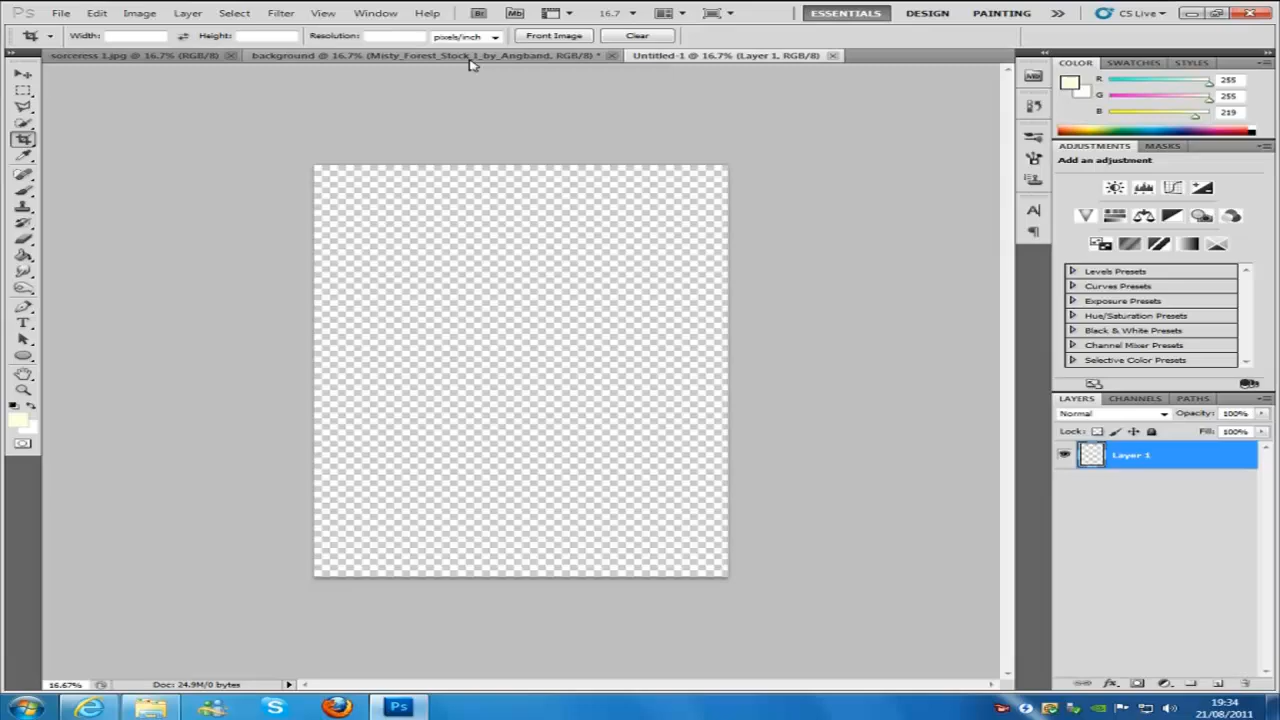 Ps File Edit Image Layer Select Filter View Window Help Br Mb 16.7 ESSENTIALS DESIGN PAINTING CS Live
Width: Height: Resolution: pixels/inch Front Image Clear
sorceress 1.jpg @ 16.7% (RGB/8) background @ 16.7% (Misty_Forest_Stock_I_by_Angband, RGB/8) * Untitled-1 @ 16.7% (Layer 1, RGB/8)
COLOR SWATCHES STYLES
R 255
G 255
B 219
ADJUSTMENTS MASKS
Add an adjustment
Levels Presets
Curves Presets
Exposure Presets
Hue/Saturation Presets
Black & White Presets
Channel Mixer Presets
Selective Color Presets
LAYERS CHANNELS PATHS
Normal Opacity: 100%
Lock: Fill: 100%
Layer 1
16.67% Doc: 24.9M/0 bytes
Ps
19:34
21/08/2011